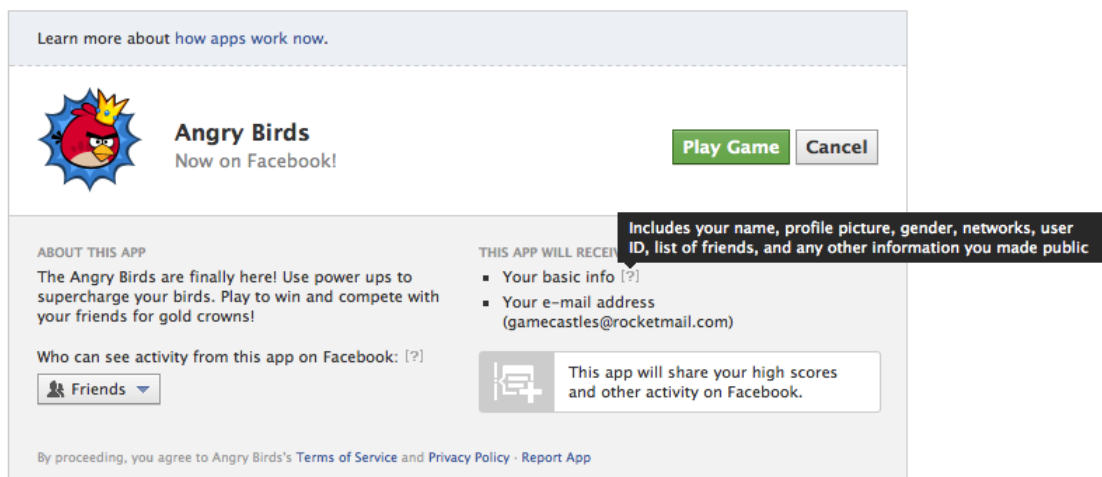 Learn more about how apps work now.
Angry Birds
Now on Facebook!
Play Game
Cancel
ABOUT THIS APP
The Angry Birds are finally here! Use power ups to
supercharge your birds. Play to win and compete with
your friends for gold crowns!
Who can see activity from this app on Facebook: [?]
Friends
Includes your name, profile picture, gender, networks, user
ID, list of friends, and any other information you made public
THIS APP WILL RECEI
Your basic info [?]
Your e-mail address
(gamecastles@rocketmail.com)
This app will share your high scores
and other activity on Facebook.
By proceeding, you agree to Angry Birds's Terms of Service and Privacy Policy · Report App